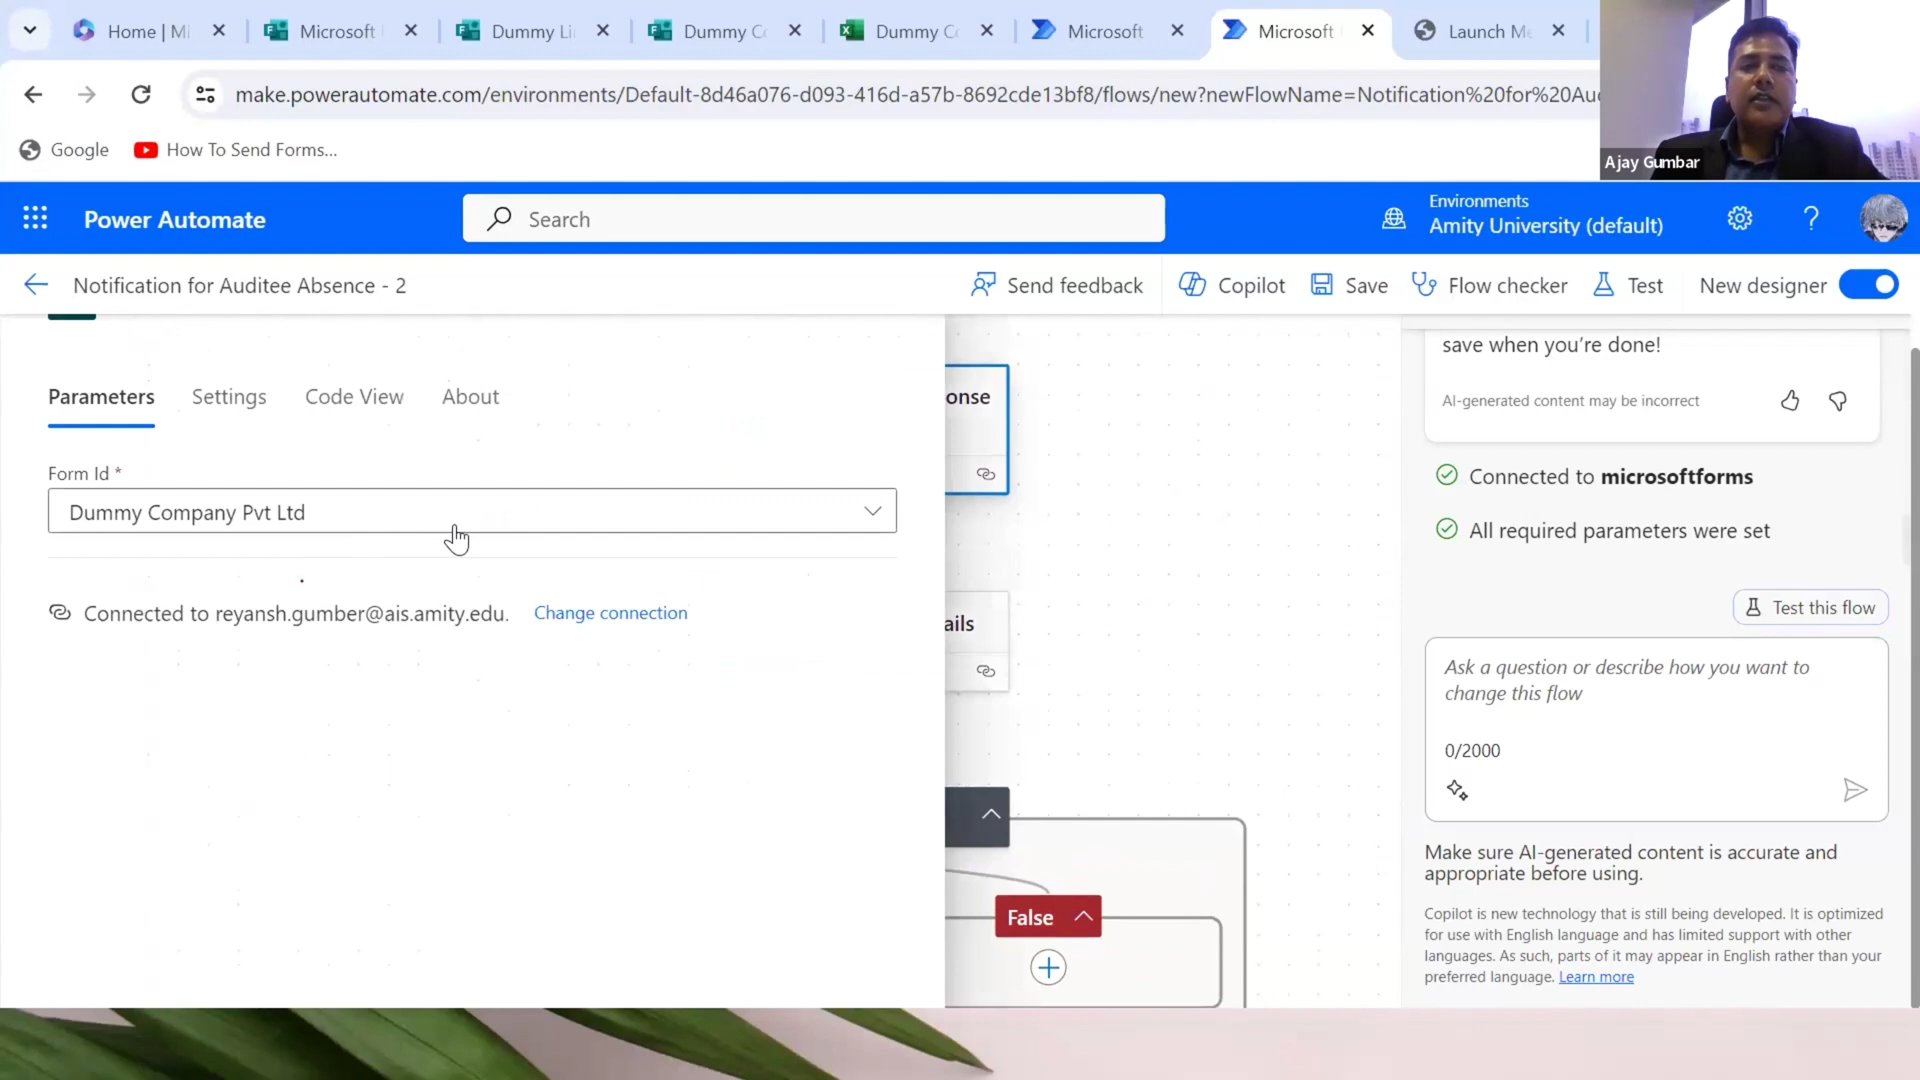 Home | Mi
Microsoft
Dummy Li
Dummy Co
Dummy Co
Microsoft
Microsoft
Launch Me
make.powerautomate.com/environments/Default-8d46a076-d093-416d-a57b-8692cde13bf8/flows/new?newFlowName=Notification%20for%20Au
Google
How To Send Forms...
Ajay Gumbar
Power Automate
Search
Environments
Amity University (default)
Notification for Auditee Absence - 2
Send feedback
Copilot
Save
Flow checker
Test
New designer
Parameters
Settings
Code View
About
Form Id *
Dummy Company Pvt Ltd
Connected to reyansh.gumber@ais.amity.edu.
Change connection
onse
ails
False
save when you're done!
AI-generated content may be incorrect
Connected to microsoftforms
All required parameters were set
Test this flow
Ask a question or describe how you want to
change this flow
0/2000
Make sure AI-generated content is accurate and
appropriate before using.
Copilot is new technology that is still being developed. It is optimized
for use with English language and has limited support with other
languages. As such, parts of it may appear in English rather than your
preferred language. Learn more